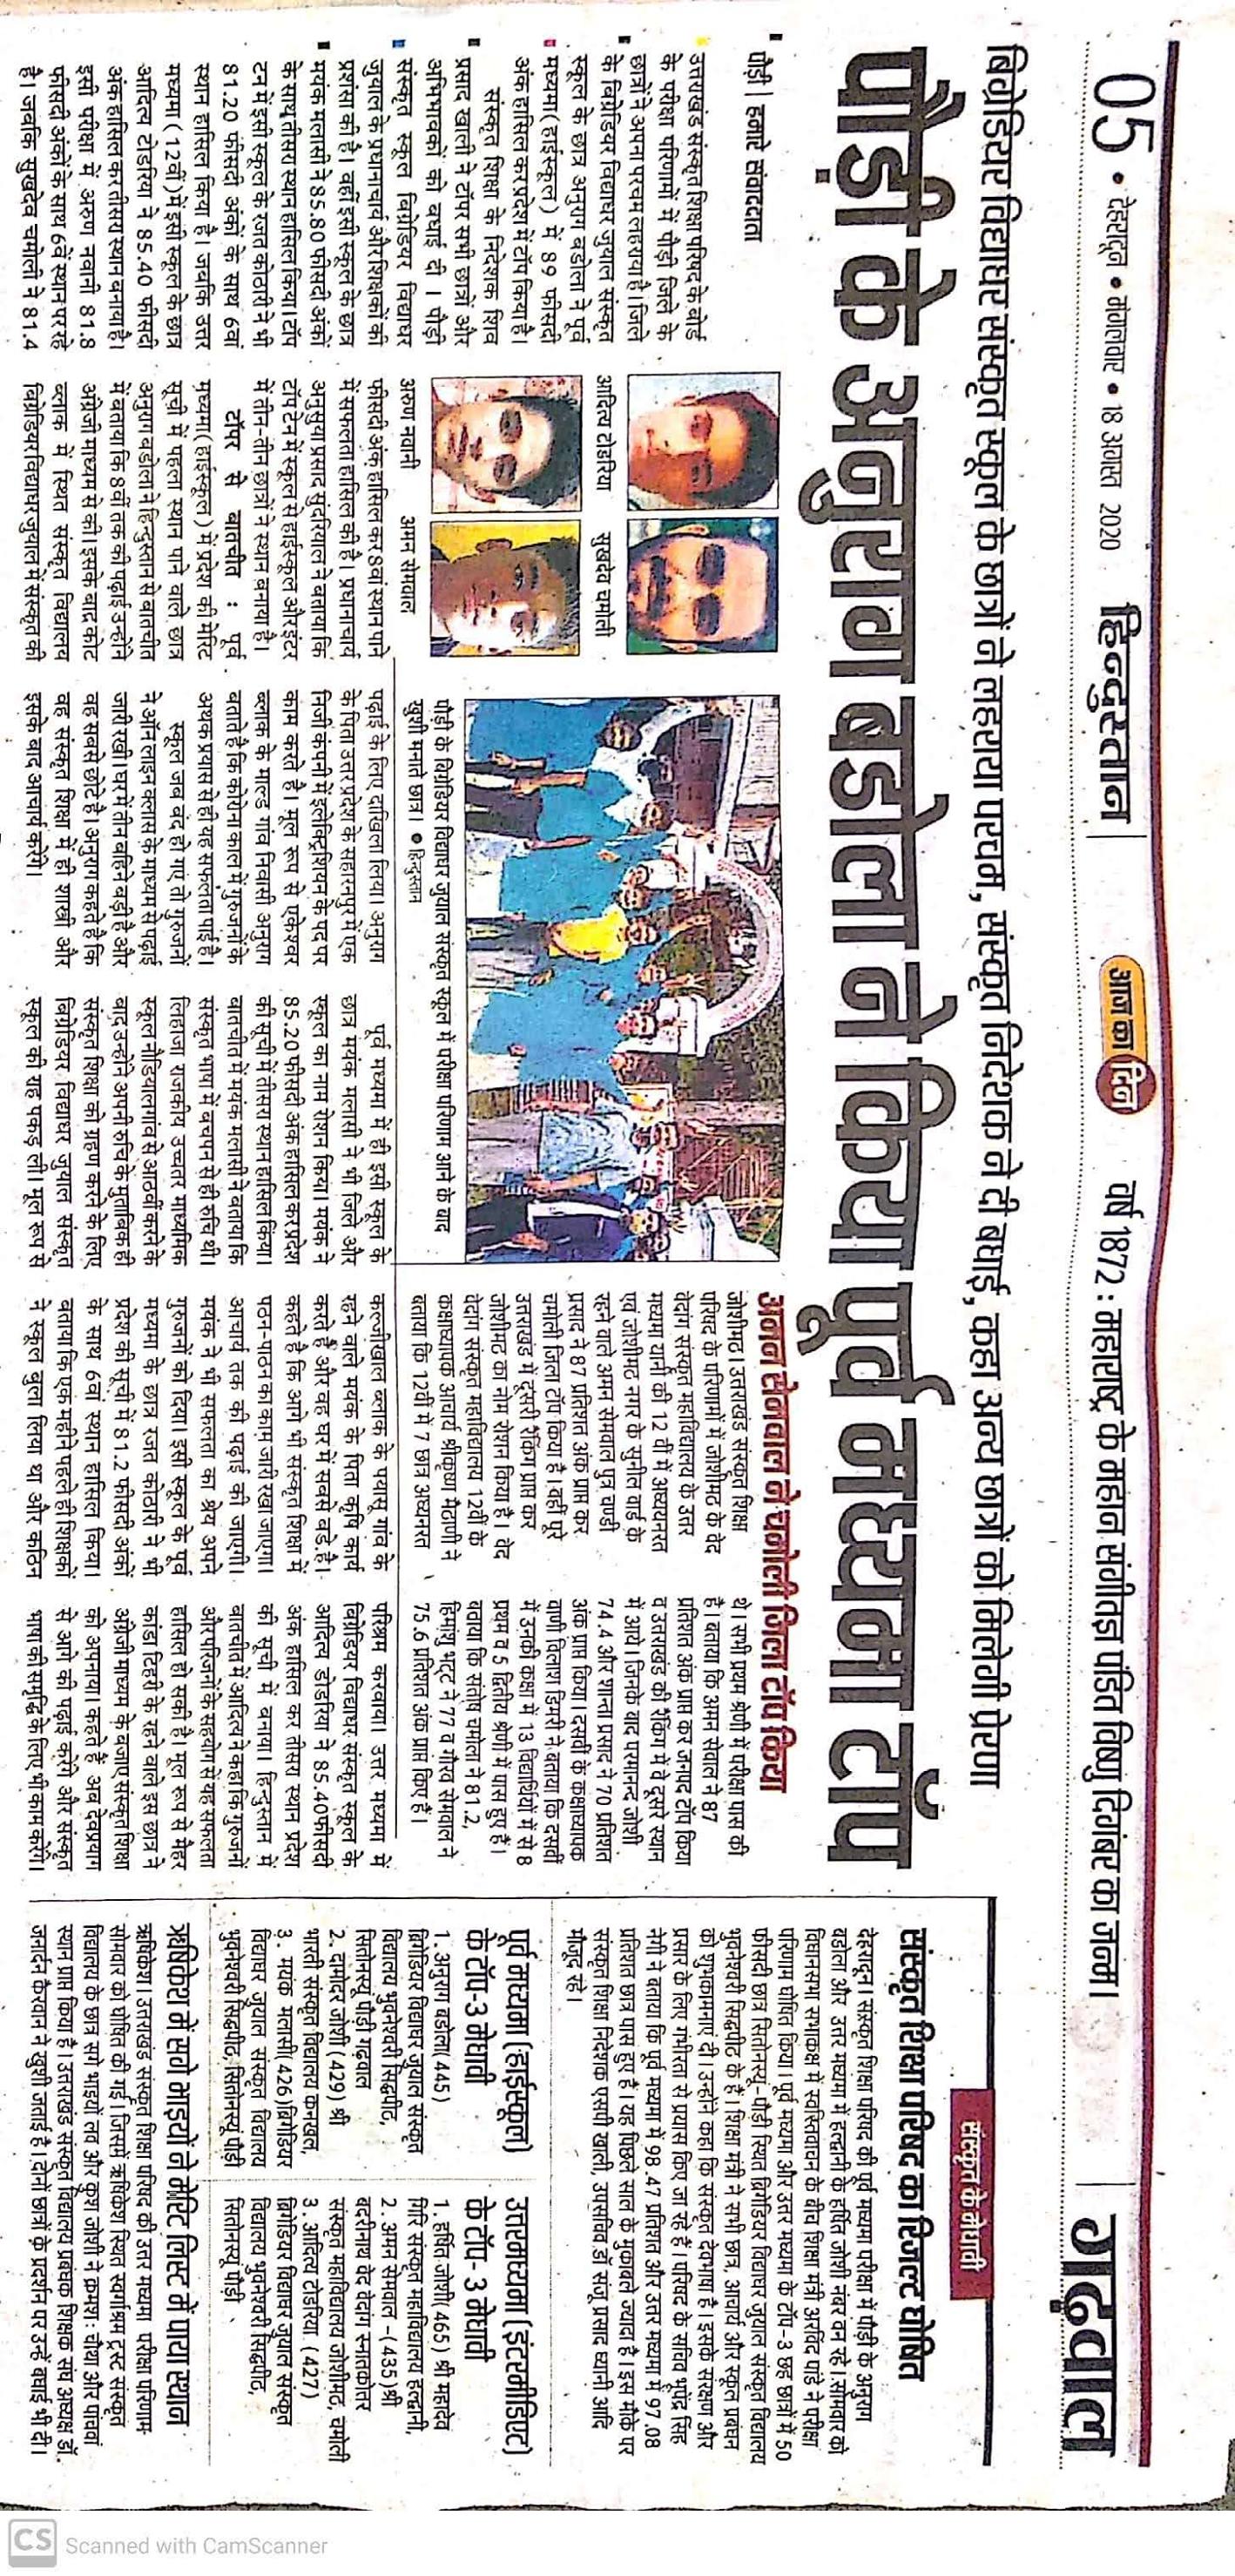 05 • देहरादून • मंगलवार • 18 अगस्त 2020 हिन्दुस्तान
आज का दिन
वर्ष 1872 : महाराष्ट्र के महान संगीतज्ञ पंडित विष्णु दिगंबर का जन्म।
गढ़वाल
बिग्रेडियर विद्याधर संस्कृत स्कूल के छात्रों ने लहराया परचम, संस्कृत निदेशक ने दी बधाई, कहा अन्य छात्रों को मिलेगी प्रेरणा
पौड़ी के अनुराग बडोला ने किया पूर्व मध्यमा टॉप
पौड़ी। हमारे संवाददाता
उत्तराखंड संस्कृत शिक्षा परिषद के बोर्ड
के परीक्षा परिणामों में पौड़ी जिले के
छात्रों ने अपना परचम लहराया है। जिले
के बिग्रेडियर विद्याधर जुयाल संस्कृत
स्कूल के छात्र अनुराग बडोला ने पूर्व
मध्यमा (हाईस्कूल) में 89 फीसदी
अंक हासिल कर प्रदेश में टॉप किया है।
संस्कृत शिक्षा के निदेशक शिव
प्रसाद खाली ने टॉपर सभी छात्रों और
अभिभावकों को बधाई दी। पौड़ी
संस्कृत स्कूल बिग्रेडियर विद्याधर
जुयाल के प्रधानाचार्य और शिक्षकों की
प्रशंसा की है। वहीं इसी स्कूल के छात्र
मयंक मलासी ने 85.80 फीसदी अंकों
के साथ तीसरा स्थान हासिल किया। टॉप
टन में इसी स्कूल के रजत कोठारी ने भी
81.20 फीसदी अंकों के साथ 6वां
स्थान हासिल किया है। जबकि उत्तर
मध्यमा (12वीं) में इसी स्कूल के छात्र
आदित्य टोडरिया ने 85.40 फीसदी
अंक हासिल कर तीसरा स्थान बनाया है।
इसी परीक्षा में अरुण नवानी 81.8
फीसदी अंकों के साथ 6वें स्थान पर रहे
है। जबकि सुखदेव चमोली ने 81.4
आदित्य टोडरिया
सुखदेव चमोली
अरुण नवानी
अमन सेमवाल
फीसदी अंक हासिल कर 8वां स्थान पाने
में सफलता हासिल की है। प्रधानाचार्य
अनुसुया प्रसाद सुंदरियाल ने बताया कि
टॉप टेन में स्कूल से हाईस्कूल और इंटर
में तीन-तीन छात्रों ने स्थान बनाया है।
टॉपर से बातचीत : पूर्व
मध्यमा (हाईस्कूल) में प्रदेश की मेरिट
सूची में पहला स्थान पाने वाले छात्र
अनुराग बडोला ने हिन्दुस्तान से बातचीत
में बताया कि 8वीं तक की पढ़ाई उन्होंने
अंग्रेजी माध्यम से की। इसके बाद कोट
ब्लाक में स्थित संस्कृत विद्यालय
बिग्रेडियर विद्याधर जुयाल में संस्कृत की
पौड़ी के बिग्रेडियर विद्याधर जुयाल संस्कृत स्कूल में परीक्षा परिणाम आने के बाद
खुशी मनाते छात्र। • हिन्दुस्तान
पढ़ाई के लिए दाखिला लिया। अनुराग
के पिता उत्तर प्रदेश के सहारनपुर में एक
निजी कंपनी में इलेक्ट्रिशियन के पद पर
काम करते है। मूल रूप से एकेश्वर
ब्लाक के माल्ड गांव निवासी अनुराग
बताते हैं कि कोरोना काल में गुरुजनों के
अथक प्रयास से ही यह सफलता पाई है।
स्कूल जब बंद हो गए तो गुरुजनों
ने ऑन लाइन क्लास के माध्यम से पढ़ाई
जारी रखी। घर में तीन बहिनें बड़ी है और
वह सबसे छोटे है। अनुराग कहते है कि
वह संस्कृत शिक्षा में ही शास्त्री और
इसके बाद आचार्य करेंगे।
पूर्व मध्यमा में ही इसी स्कूल के
छात्र मयंक मलासी ने भी जिले और
स्कूल का नाम रोशन किया। मयंक ने
85.20 फीसदी अंक हासिल कर प्रदेश
की सूची में तीसरा स्थान हासिल किया।
बातचीत में मयंक मलासी ने बताया कि
संस्कृत भाषा में बचपन से ही रुचि थी।
लिहाजा राजकीय उच्चतर माध्यमिक
स्कूल नौडियालगांव से आठवीं करने के
बाद उन्होंने अपनी रुचि के मुताबिक ही
संस्कृत शिक्षा को ग्रहण करने के लिए
बिग्रेडियर विद्याधर जुयाल संस्कृत
स्कूल की राह पकड़ ली। मूल रूप से
अमन सेमवाल ने चमोली जिला टॉप किया
जोशीमठ। उत्तराखंड संस्कृत शिक्षा
परिषद के परिणामों में जोशीमठ के वेद
वेदांग संस्कृत महाविद्यालय के उत्तर
मध्यमा यानी की 12 वीं में अध्ययनरत
एवं जोशीमठ नगर के सुनील वार्ड के
रहने वाले अमन सेमवाल पुत्र चण्डी
प्रसाद ने 87 प्रतिशत अंक प्राप्त कर
चमोली जिला टॉप किया है। वहीं पूरे
उत्तराखंड में दूसरी रैंकिंग प्राप्त कर
जोशीमठ का नाम रोशन किया है। वेद
वेदांग संस्कृत महाविद्यालय 12वीं के
कक्षाध्यापक आचार्य श्रीकृष्ण मैठाणी ने
बताया कि 12वीं में 7 छात्र अध्यनरत
थे। सभी प्रथम श्रेणी में परीक्षा पास की
है। बताया कि अमन सेवाल ने 87
प्रतिशत अंक प्राप्त कर जनपद टॉप किया
व उत्तराखंड की रैंकिंग में वे दूसरे स्थान
में आये। जिनके बाद परमानन्द जोशी
74.4 और शान्ता प्रसाद ने 70 प्रतिशत
अंक प्राप्त किया। दसवीं के कक्षाध्यापक
वाणी विलाश डिमरी ने बताया कि दसवीं
में उनकी कक्षा में 13 विद्यार्थियों में से 8
प्रथम व 5 द्वितीय श्रेणी में पास हुए हैं।
बताया कि संतोष चमोला ने 81.2,
हिमांशु भट्ट ने 77 व गौरव सेमवाल ने
75.6 प्रतिशत अंक प्राप्त किए हैं।
कल्जीखाल ब्लाक के पयासु गांव के
रहने वाले मयंक के पिता कृषि कार्य
करते हैं और वह घर में सबसे बड़े है।
कहते है कि आगे भी संस्कृत शिक्षा में
पठन-पाठन का काम जारी रखा जाएगा।
आचार्य तक की पढ़ाई की जाएगी।
मयंक ने भी सफलता का श्रेय अपने
गुरुजनों को दिया। इसी स्कूल के पूर्व
मध्यमा के छात्र रजत कोठारी ने भी
प्रदेश की सूची में 81.2 फीसदी अंकों
के साथ 6वां स्थान हासिल किया।
बताया कि एक महीने पहले ही शिक्षकों
ने स्कूल बुला लिया था और कठिन
परिश्रम करवाया। उत्तर मध्यमा में
बिग्रेडियर विद्याधर संस्कृत स्कूल के
आदित्य डोडरिया ने 85.40 फीसदी
अंक हासिल कर तीसरा स्थान प्रदेश
की सूची में बनाया। हिन्दुस्तान में
बातचीत में आदित्य ने कहा कि गुरुजनों
और परिजनों के सहयोग से यह सफलता
हासिल हो सकी है। मूल रूप से मैहर
कांडा टिहरी के रहने वाले इस छात्र ने
अंग्रेजी माध्यम के बजाए संस्कृत शिक्षा
को अपनाया। कहते हैं अब देवप्रयाग
से आगे की पढ़ाई करेंगे और संस्कृत
भाषा की समृद्धि के लिए भी काम करेंगे।
संस्कृत के मेधावी
संस्कृत शिक्षा परिषद का रिजल्ट घोषित
देहरादून। संस्कृत शिक्षा परिषद की पूर्व मध्यमा परीक्षा में पौड़ी के अनुराग
बडोला और उत्तर मध्यमा में हल्द्वानी के हर्षित जोशी नंबर वन रहे। सोमवार को
विधानसभा सभाकक्ष में स्वस्तिवाचन के बीच शिक्षा मंत्री अरविंद पांडे ने परीक्षा
परिणाम घोषित किया। पूर्व मध्यमा और उत्तर मध्यमा के टॉप-3 छह छात्रों में 50
फीसदी छात्र सितोनस्यूं-पौड़ी स्थित ब्रिगेडियर विद्याधर जुयाल संस्कृत विद्यालय
भुवनेश्वरी सिद्धपीठ के हैं। शिक्षा मंत्री ने सभी छात्र, आचार्य और स्कूल प्रबंधन
को शुभकामनाएं दी। उन्होंने कहा कि संस्कृत देवभाषा है। इसके संरक्षण और
प्रसार के लिए गंभीरता से प्रयास किए जा रहे हैं। परिषद के सचिव भूपेंद्र सिंह
नेगी ने बताया कि पूर्व मध्यमा में 98.47 प्रतिशत और उत्तर मध्यमा में 97.08
प्रतिशत छात्र पास हुए हैं। यह पिछले साल के मुकाबले ज्यादा है। इस मौके पर
संस्कृत शिक्षा निदेशक एसपी खाली, उपसचिव डॉ संजू प्रसाद ध्यानी आदि
मौजूद रहे।
पूर्व मध्यमा (हाईस्कूल)
के टॉप-3 मेधावी
1. अनुराग बडोला(445)
ब्रिगेडियर विद्याधर जुयाल संस्कृत
विद्यालय भुवनेश्वरी सिद्धपीठ,
सितोनस्यूं पौड़ी गढ़वाल
2. दामोदर जोशी (429) श्री
भारती संस्कृत विद्यालय कनखल,
3. मयंक मलासी(426)ब्रिगेडियर
विद्याधर जुयाल संस्कृत विद्यालय
भुवनेश्वरी सिद्धपीठ, सितोनस्यूं पौड़ी
उत्तरमध्यमा (इंटरमीडिएट)
के टॉप- 3 मेधावी
1. हर्षित जोशी(465) श्री महादेव
गिरि संस्कृत महाविद्यालय हल्द्वानी,
2. अमन सेमवाल -(435)श्री
बदरीनाथ वेद वेदांग स्नातकोत्तर
संस्कृत महाविद्यालय जोशीमठ, चमोली
3. आदित्य टोडरिया (427)
ब्रिगेडियर विद्याधर जुयाल संस्कृत
विद्यालय भुवनेश्वरी सिद्धपीठ,
सितोनस्यूं पौड़ी
ऋषिकेश में सगे भाइयों ने मेरिट लिस्ट में पाया स्थान
ऋषिकेश। उत्तराखंड संस्कृत शिक्षा परिषद की उत्तर मध्यमा परीक्षा परिणाम
सोमवार को घोषित की गई। जिसमें ऋषिकेश स्थित स्वर्गाश्रम ट्रस्ट संस्कृत
विद्यालय के छात्र सगे भाइयों लव और कुश जोशी ने क्रमशः चौथा और पांचवां
स्थान प्राप्त किया है। उत्तराखंड संस्कृत विद्यालय प्रबंधक शिक्षक संघ अध्यक्ष डॉ.
जनार्दन कैरवान ने खुशी जताई है। दोनों छात्रों के प्रदर्शन पर उन्हें बधाई भी दी।
CS Scanned with CamScanner